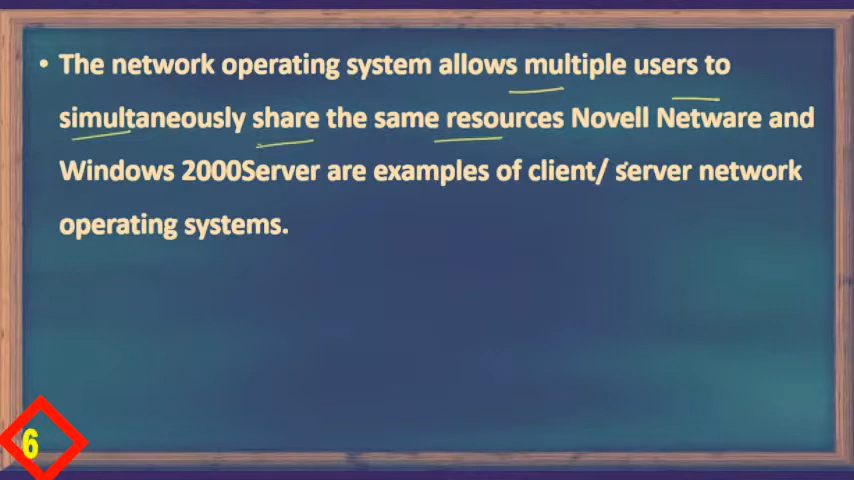 • The network operating system allows multiple users to
simultaneously share the same resources Novell Netware and
Windows 2000Server are examples of client/ server network
operating systems.
6